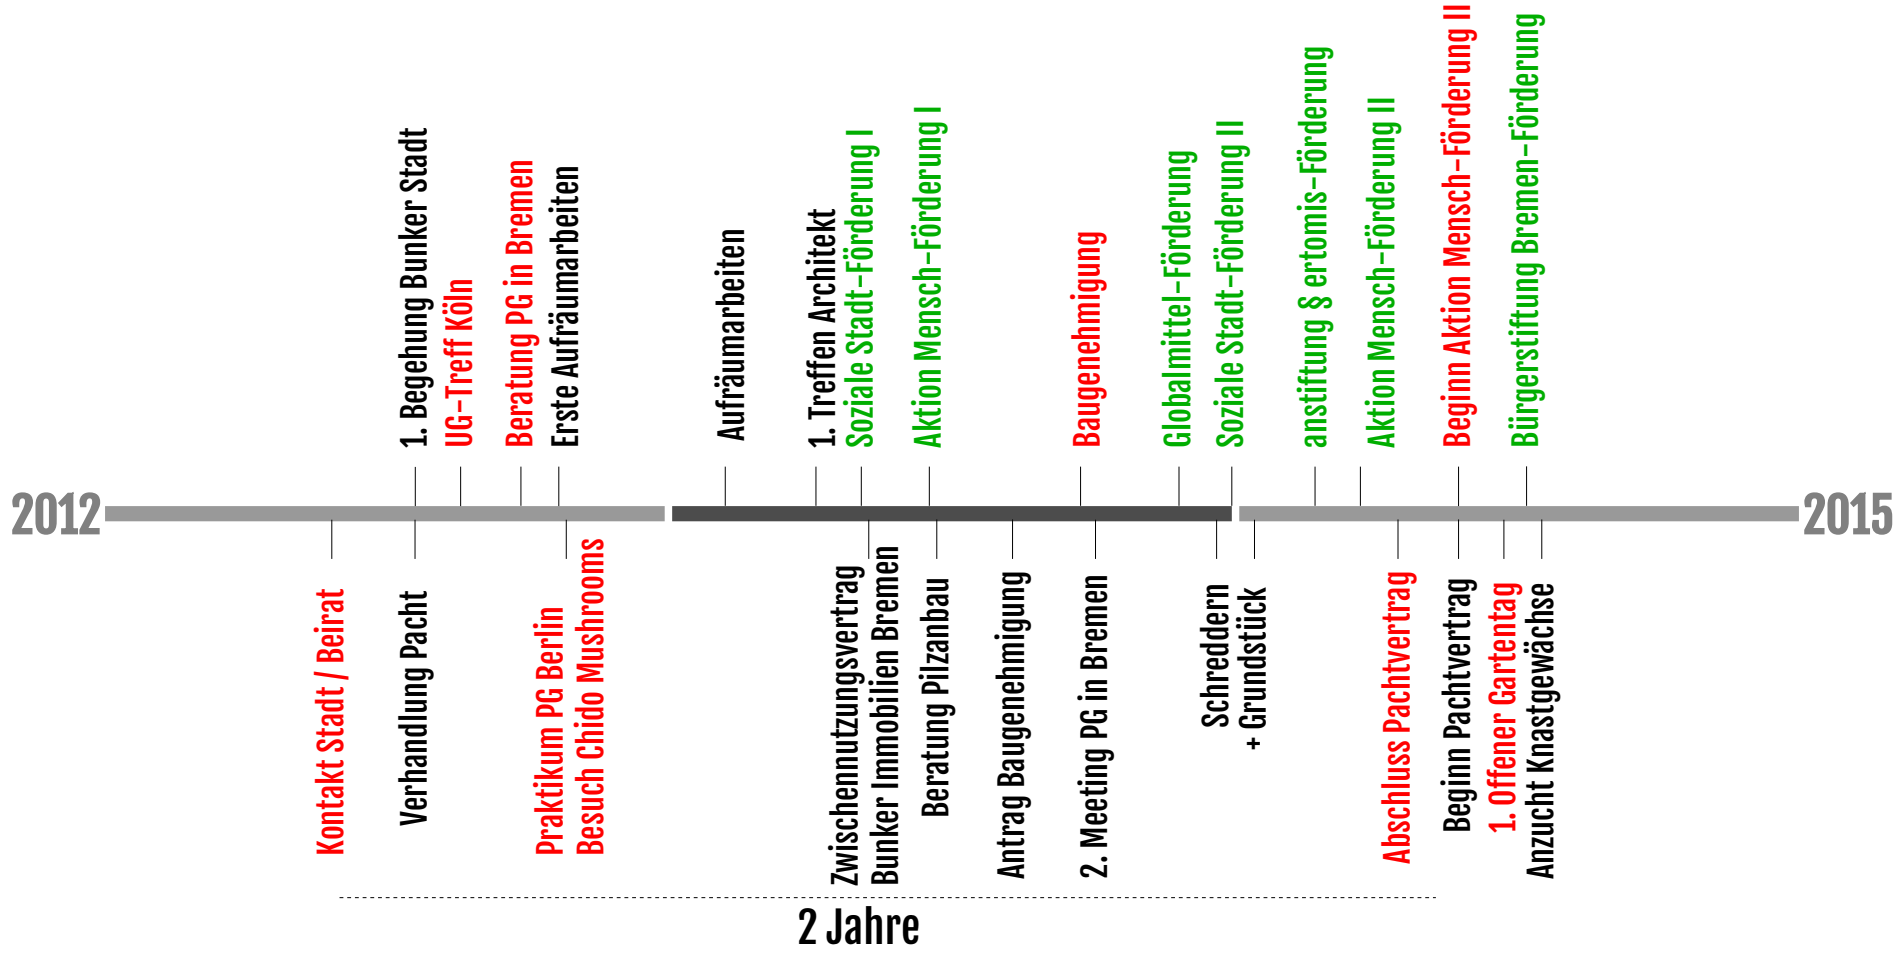 1. Begehung Bunker Stadt
UG-Treff Köln
Beratung PG in Bremen
Erste Aufräumarbeiten
Aufräumarbeiten
1. Treffen Architekt
Soziale Stadt-Förderung I
Aktion Mensch-Förderung I
Baugenehmigung
Globalmittel-Förderung
Soziale Stadt-Förderung II
anstiftung § ertomis-Förderung
Aktion Mensch-Förderung II
Beginn Aktion Mensch-Förderung II
Bürgerstiftung Bremen-Förderung
2012
2015
Kontakt Stadt / Beirat
Verhandlung Pacht
Praktikum PG Berlin
Besuch Chido Mushrooms
Zwischennutzungsvertrag
Bunker Immobilien Bremen
Beratung Pilzanbau
Antrag Baugenehmigung
2. Meeting PG in Bremen
Schreddern
+ Grundstück
Abschluss Pachtvertrag
Beginn Pachtvertrag
1. Offener Gartentag
Anzucht Knastgewächse
2 Jahre